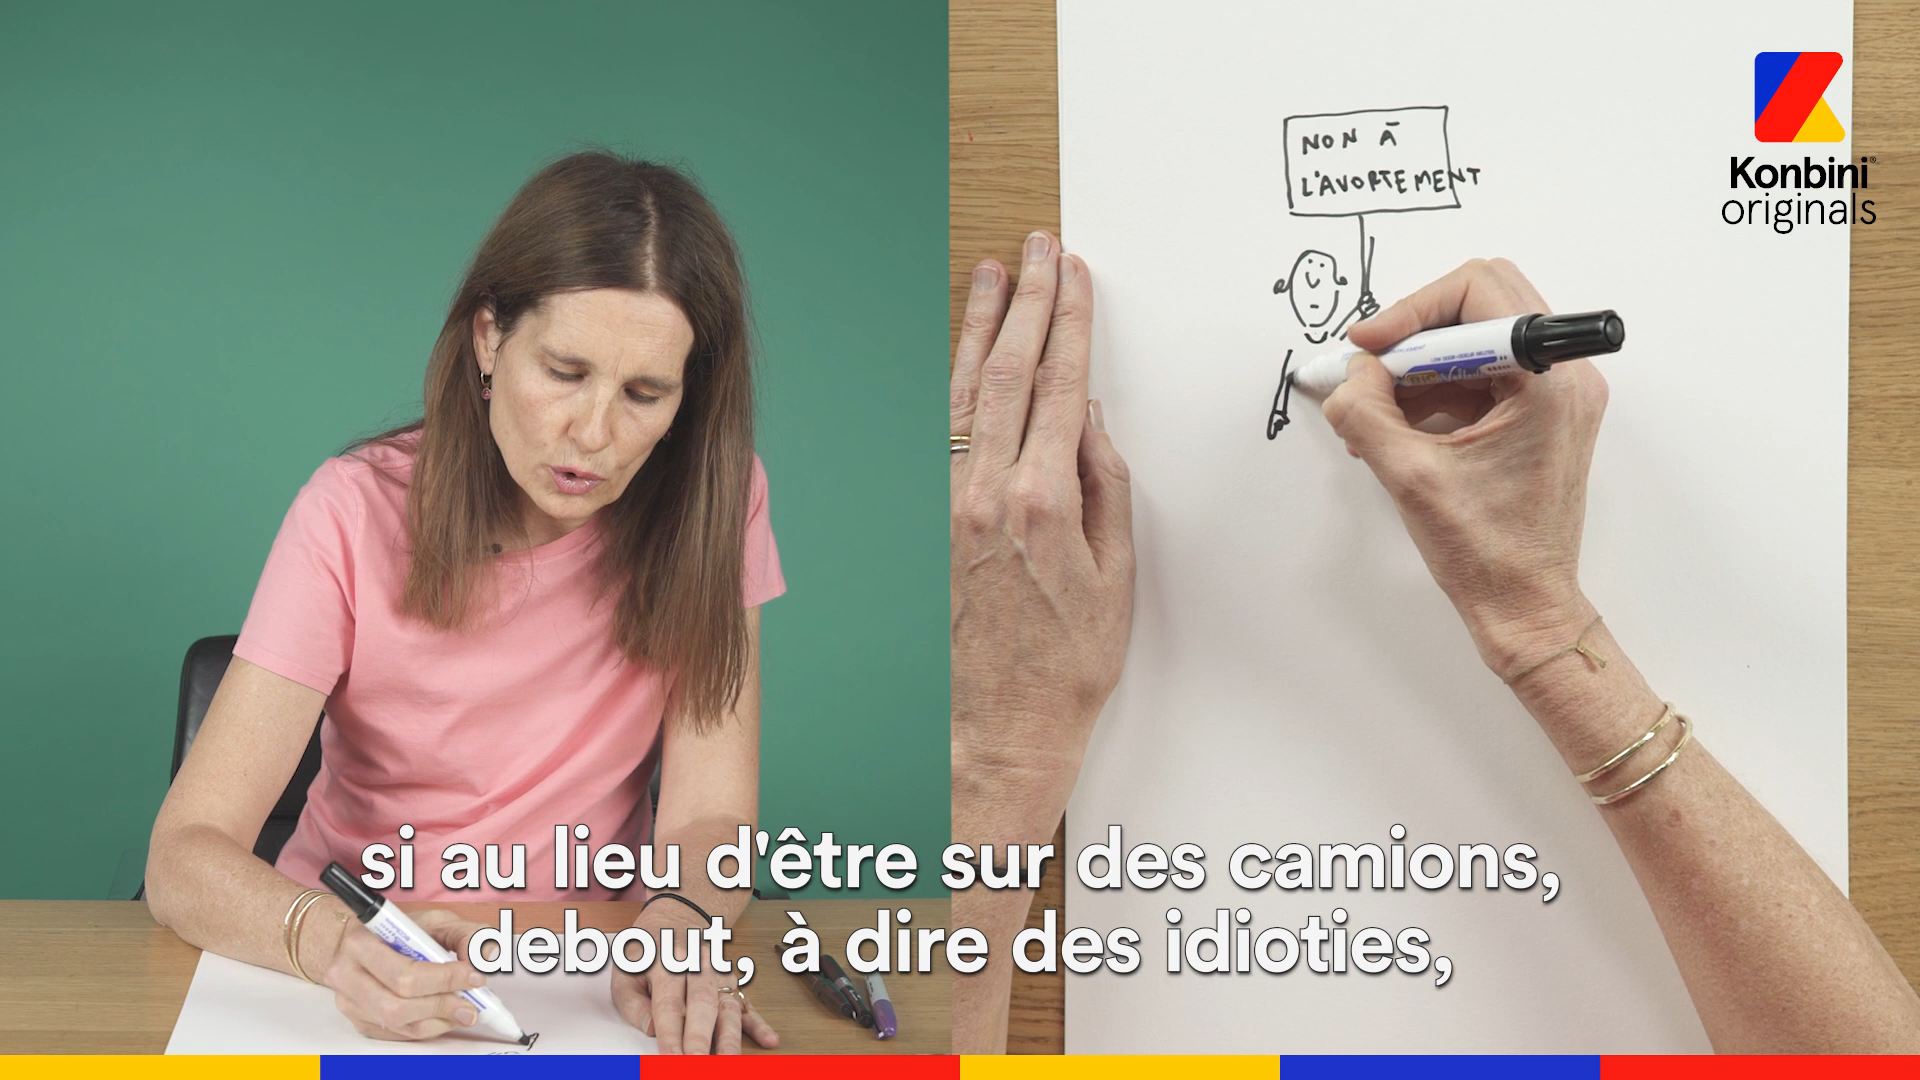 NON À
L'AVORTEMENT
Konbini
originals
si au lieu d'être sur des camions,
debout, à dire des idioties,